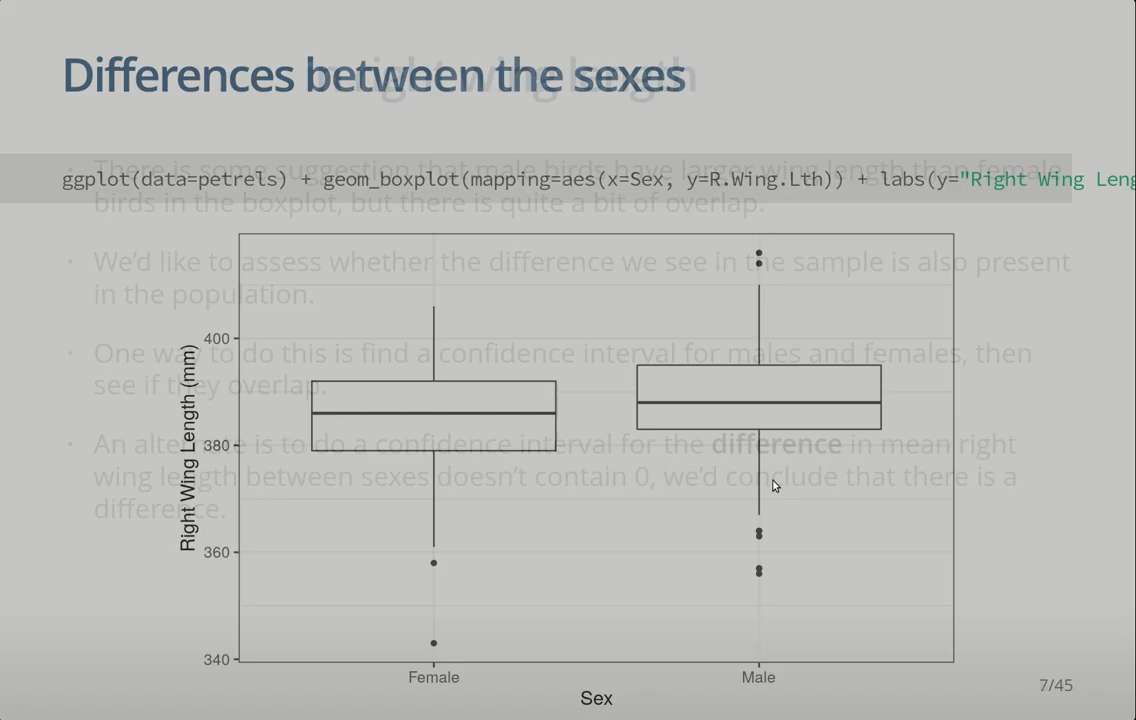 Differences between the sexes
in right wing length
ggplot(data=petrels) + geom_boxplot(mapping=aes(x=Sex, y=R.Wing.Lth)) + labs(y="Right Wing Leng
• There is some suggestion that male birds have larger wing length than female
birds in the boxplot, but there is quite a bit of overlap.
• We'd like to assess whether the difference we see in the sample is also present
in the population.
• One way to do this is find a confidence interval for males and females, then
see if they overlap.
• An alternate is to do a confidence interval for the difference in mean right
wing length between sexes doesn't contain 0, we'd conclude that there is a
difference.
Right Wing Length (mm)
400
380
360
340
Female
Male
Sex
7/45